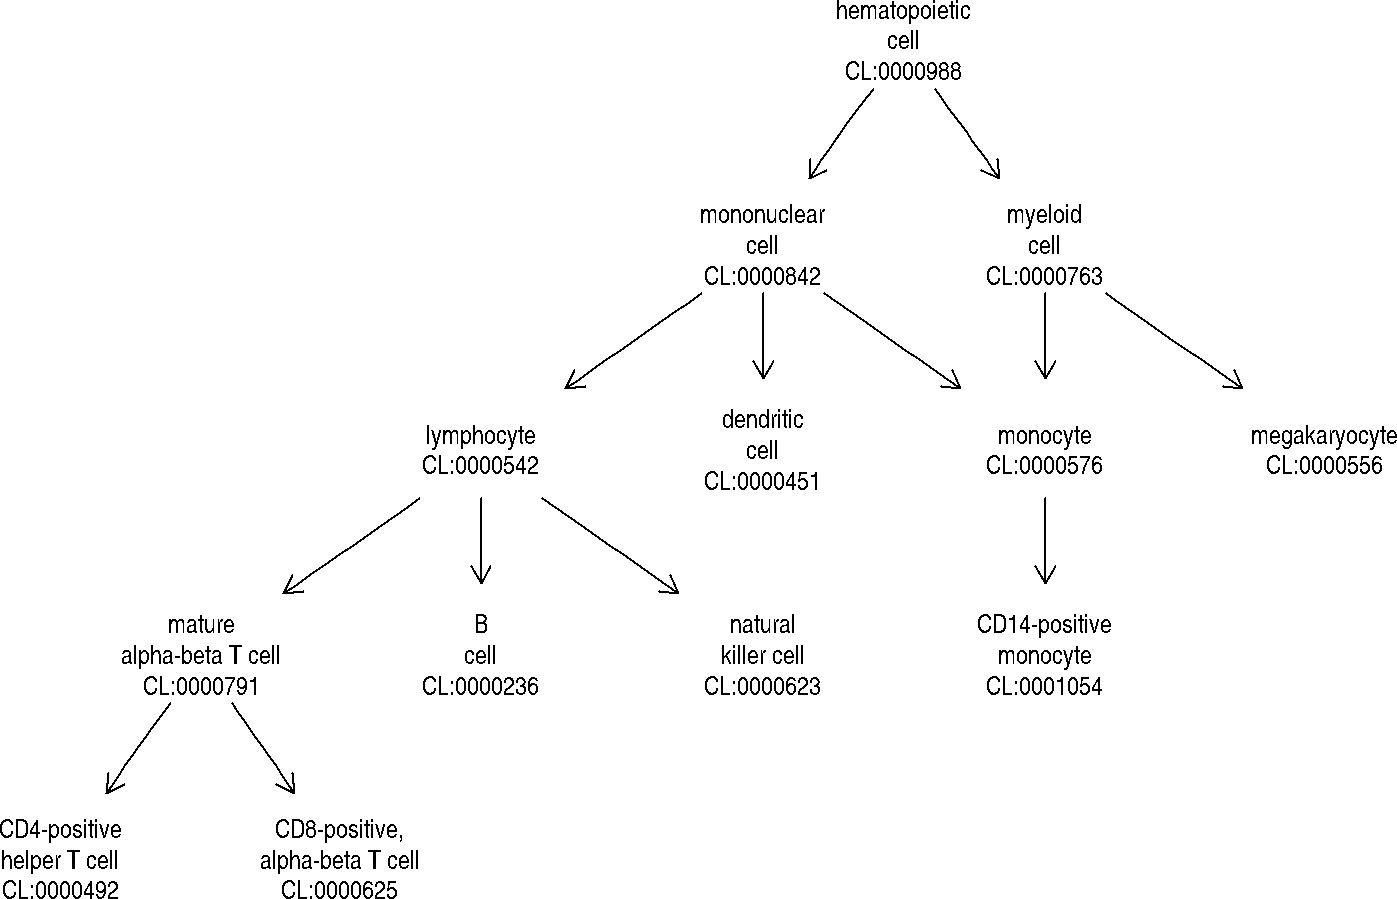 hematopoietic
cell
CL:0000988
mononuclear
cell
CL:0000842
myeloid
cell
CL:0000763
lymphocyte
CL:0000542
dendritic
cell
CL:0000451
monocyte
CL:0000576
megakaryocyte
CL:0000556
mature
alpha-beta T cell
CL:0000791
B
cell
CL:0000236
natural
killer cell
CL:0000623
CD14-positive
monocyte
CL:0001054
CD4-positive
helper T cell
CL:0000492
CD8-positive,
alpha-beta T cell
CL:0000625